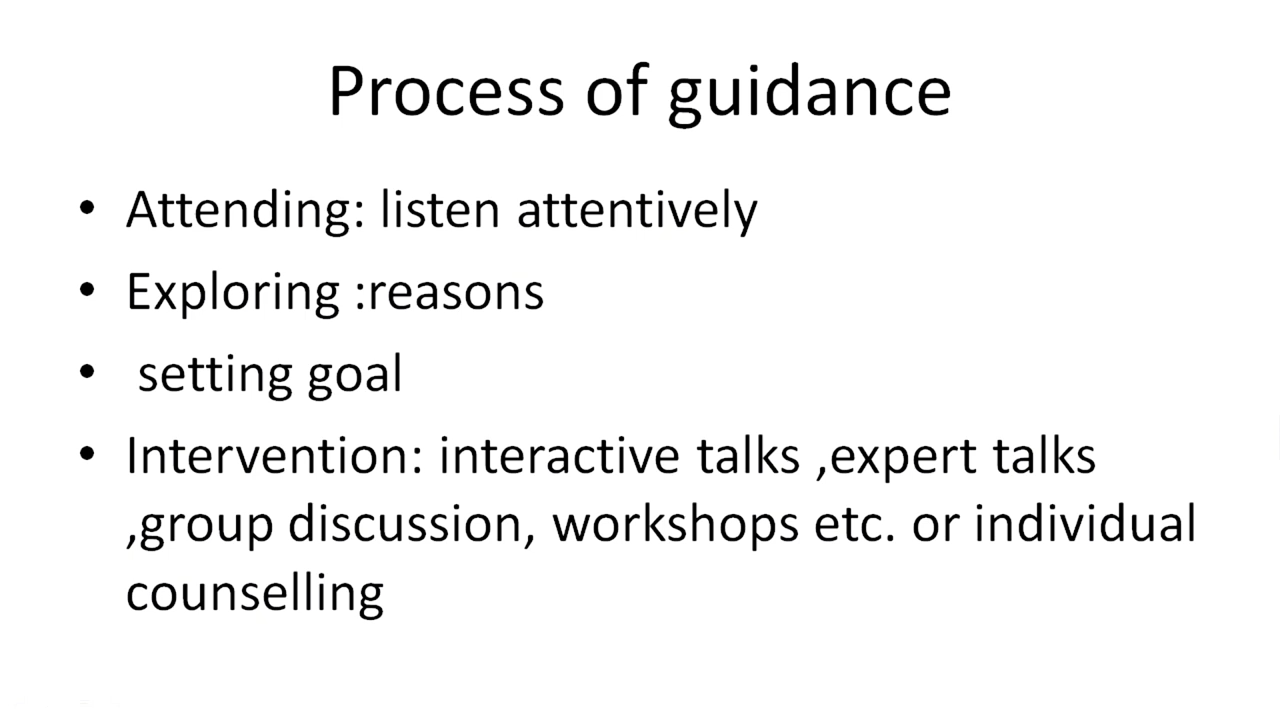 Process of guidance
• Attending: listen attentively
• Exploring :reasons
• setting goal
• Intervention: interactive talks ,expert talks
,group discussion, workshops etc. or individual
counselling